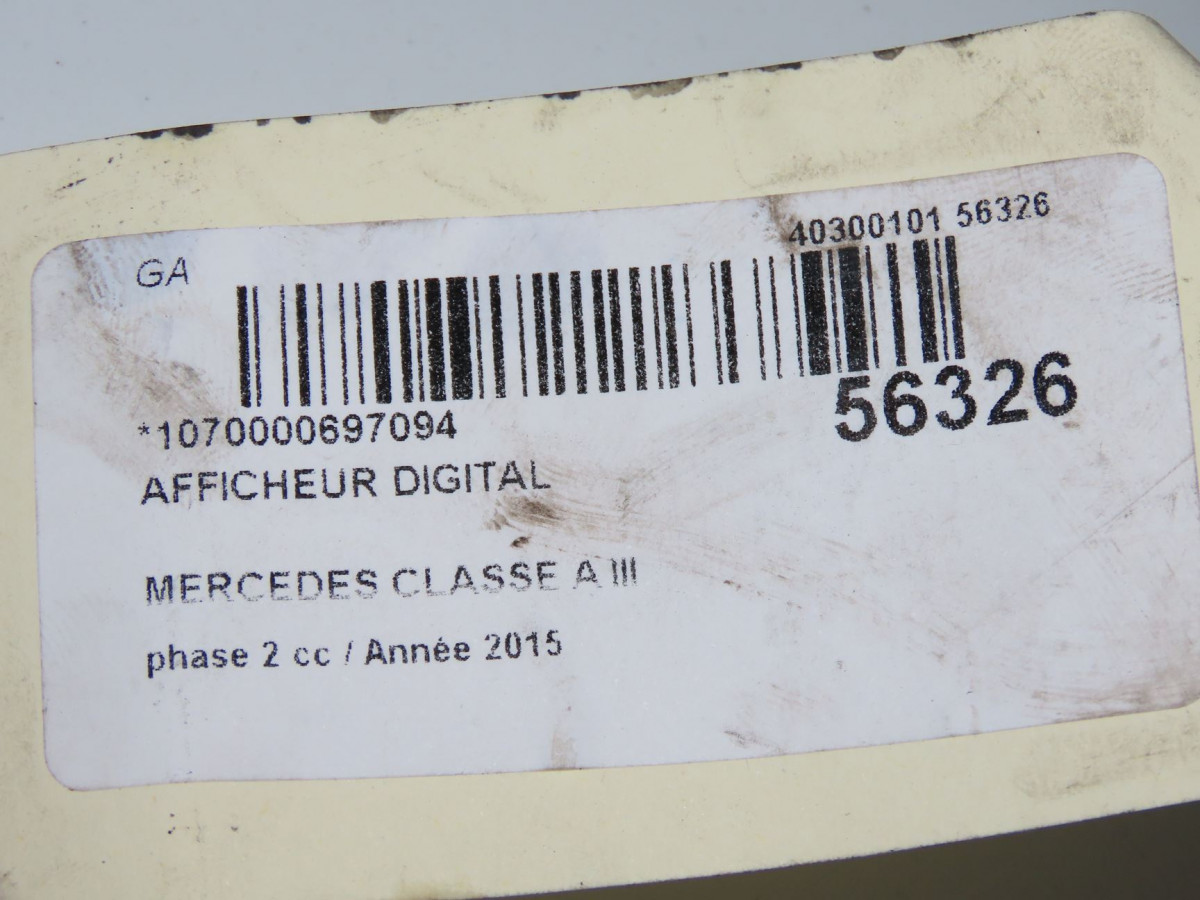 GA
40300101 56326
56326
*1070000697094
AFFICHEUR DIGITAL
MERCEDES CLASSE A III
phase 2 cc / Année 2015